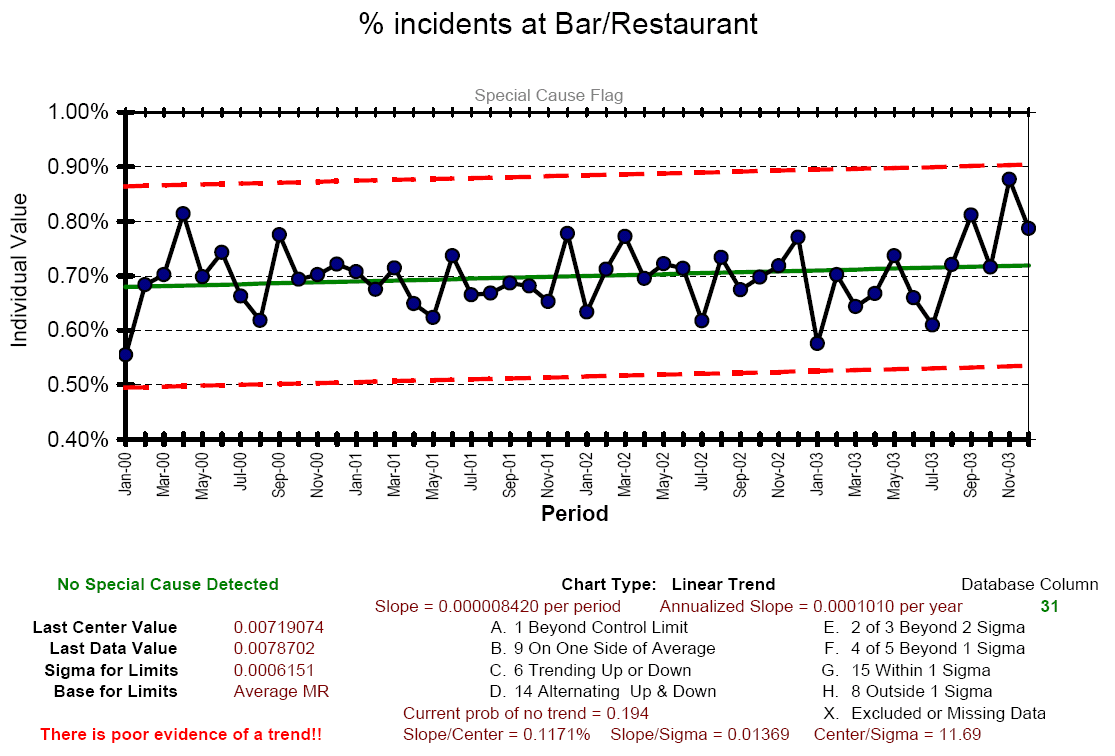 % incidents at Bar/Restaurant
Special Cause Flag
1.00%
0.90%
0.80%
0.70%
0.60%
0.50%
0.40%
Individual Value
Jan-00
Mar-00
May-00
Jul-00
Sep-00
Nov-00
Jan-01
Mar-01
May-01
Jul-01
Sep-01
Nov-01
Jan-02
Mar-02
May-02
Jul-02
Sep-02
Nov-02
Jan-03
Mar-03
May-03
Jul-03
Sep-03
Nov-03
Period
No Special Cause Detected Chart Type: Linear Trend Database Column
Slope = 0.000008420 per period Annualized Slope = 0.0001010 per year 31
Last Center Value 0.00719074 A. 1 Beyond Control Limit E. 2 of 3 Beyond 2 Sigma
Last Data Value 0.0078702 B. 9 On One Side of Average F. 4 of 5 Beyond 1 Sigma
Sigma for Limits 0.0006151 C. 6 Trending Up or Down G. 15 Within 1 Sigma
Base for Limits Average MR D. 14 Alternating Up & Down H. 8 Outside 1 Sigma
Current prob of no trend = 0.194 X. Excluded or Missing Data
There is poor evidence of a trend!! Slope/Center = 0.1171% Slope/Sigma = 0.01369 Center/Sigma = 11.69